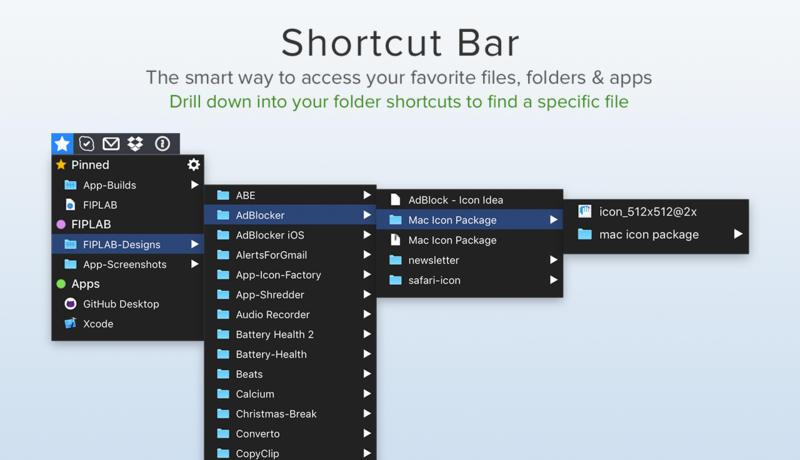 Shortcut Bar
The smart way to access your favorite files, folders & apps
Drill down into your folder shortcuts to find a specific file
Pinned
App-Builds
FIPLAB
FIPLAB
FIPLAB-Designs
App-Screenshots
Apps
GitHub Desktop
Xcode
ABE
AdBlocker
AdBlocker iOS
AlertsForGmail
App-Icon-Factory
App-Shredder
Audio Recorder
Battery Health 2
Battery-Health
Beats
Calcium
Christmas-Break
Converto
CopyClip
AdBlock - Icon Idea
Mac Icon Package
Mac Icon Package
newsletter
safari-icon
icon_512x512@2x
mac icon package